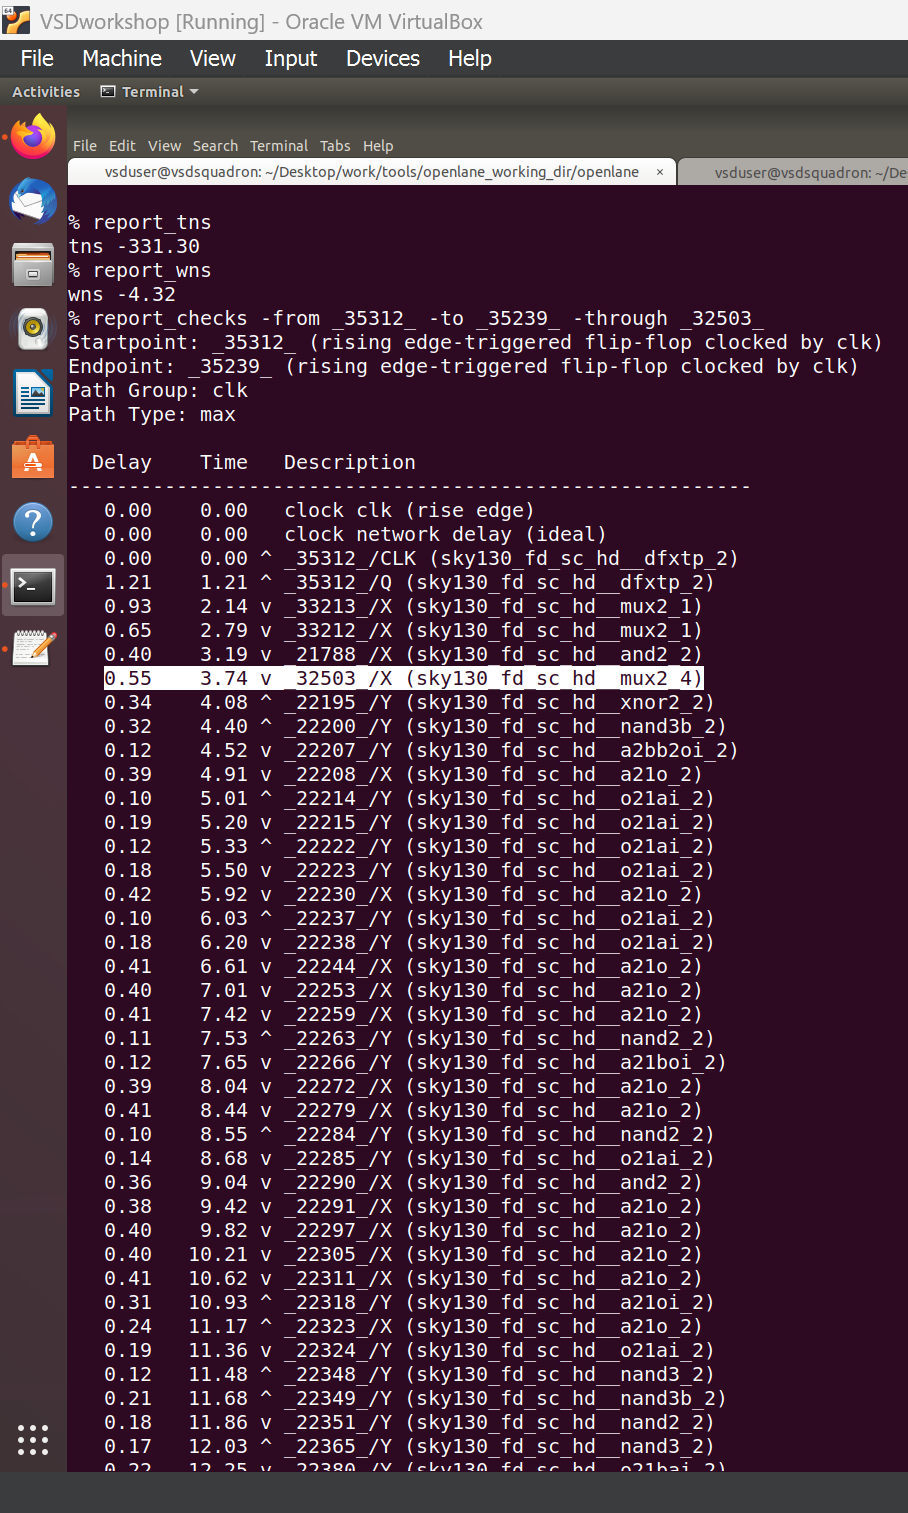 64
VSDworkshop [Running] - Oracle VM VirtualBox
File Machine View Input Devices Help
Activities Terminal
File Edit View Search Terminal Tabs Help
vsduser@vsdsquadron: ~/Desktop/work/tools/openlane_working_dir/openlane × vsduser@vsdsquadron: ~/De
% report_tns
tns -331.30
% report_wns
wns -4.32
% report_checks -from _35312_ -to _35239_ -through _32503_
Startpoint: _35312_ (rising edge-triggered flip-flop clocked by clk)
Endpoint: _35239_ (rising edge-triggered flip-flop clocked by clk)
Path Group: clk
Path Type: max
Delay Time Description
---------------------------------------------------------
0.00 0.00 clock clk (rise edge)
0.00 0.00 clock network delay (ideal)
0.00 0.00 ^ _35312_/CLK (sky130_fd_sc_hd__dfxtp_2)
1.21 1.21 ^ _35312_/Q (sky130_fd_sc_hd__dfxtp_2)
0.93 2.14 v _33213_/X (sky130_fd_sc_hd__mux2_1)
0.65 2.79 v _33212_/X (sky130_fd_sc_hd__mux2_1)
0.40 3.19 v _21788_/X (sky130_fd_sc_hd__and2_2)
0.55 3.74 v _32503_/X (sky130_fd_sc_hd__mux2_4)
0.34 4.08 ^ _22195_/Y (sky130_fd_sc_hd__xnor2_2)
0.32 4.40 ^ _22200_/Y (sky130_fd_sc_hd__nand3b_2)
0.12 4.52 v _22207_/Y (sky130_fd_sc_hd__a2bb2oi_2)
0.39 4.91 v _22208_/X (sky130_fd_sc_hd__a21o_2)
0.10 5.01 ^ _22214_/Y (sky130_fd_sc_hd__o21ai_2)
0.19 5.20 v _22215_/Y (sky130_fd_sc_hd__o21ai_2)
0.12 5.33 ^ _22222_/Y (sky130_fd_sc_hd__o21ai_2)
0.18 5.50 v _22223_/Y (sky130_fd_sc_hd__o21ai_2)
0.42 5.92 v _22230_/X (sky130_fd_sc_hd__a21o_2)
0.10 6.03 ^ _22237_/Y (sky130_fd_sc_hd__o21ai_2)
0.18 6.20 v _22238_/Y (sky130_fd_sc_hd__o21ai_2)
0.41 6.61 v _22244_/X (sky130_fd_sc_hd__a21o_2)
0.40 7.01 v _22253_/X (sky130_fd_sc_hd__a21o_2)
0.41 7.42 v _22259_/X (sky130_fd_sc_hd__a21o_2)
0.11 7.53 ^ _22263_/Y (sky130_fd_sc_hd__nand2_2)
0.12 7.65 v _22266_/Y (sky130_fd_sc_hd__a21boi_2)
0.39 8.04 v _22272_/X (sky130_fd_sc_hd__a21o_2)
0.41 8.44 v _22279_/X (sky130_fd_sc_hd__a21o_2)
0.10 8.55 ^ _22284_/Y (sky130_fd_sc_hd__nand2_2)
0.14 8.68 v _22285_/Y (sky130_fd_sc_hd__o21ai_2)
0.36 9.04 v _22290_/X (sky130_fd_sc_hd__and2_2)
0.38 9.42 v _22291_/X (sky130_fd_sc_hd__a21o_2)
0.40 9.82 v _22297_/X (sky130_fd_sc_hd__a21o_2)
0.40 10.21 v _22305_/X (sky130_fd_sc_hd__a21o_2)
0.41 10.62 v _22311_/X (sky130_fd_sc_hd__a21o_2)
0.31 10.93 ^ _22318_/Y (sky130_fd_sc_hd__a21oi_2)
0.24 11.17 ^ _22323_/X (sky130_fd_sc_hd__a21o_2)
0.19 11.36 v _22324_/Y (sky130_fd_sc_hd__o21ai_2)
0.12 11.48 ^ _22348_/Y (sky130_fd_sc_hd__nand3_2)
0.21 11.68 ^ _22349_/Y (sky130_fd_sc_hd__nand3b_2)
0.18 11.86 v _22351_/Y (sky130_fd_sc_hd__nand2_2)
0.17 12.03 ^ _22365_/Y (sky130_fd_sc_hd__nand3_2)
0.22 12.25 v _22380_/Y (sky130_fd_sc_hd__o21bai_2)